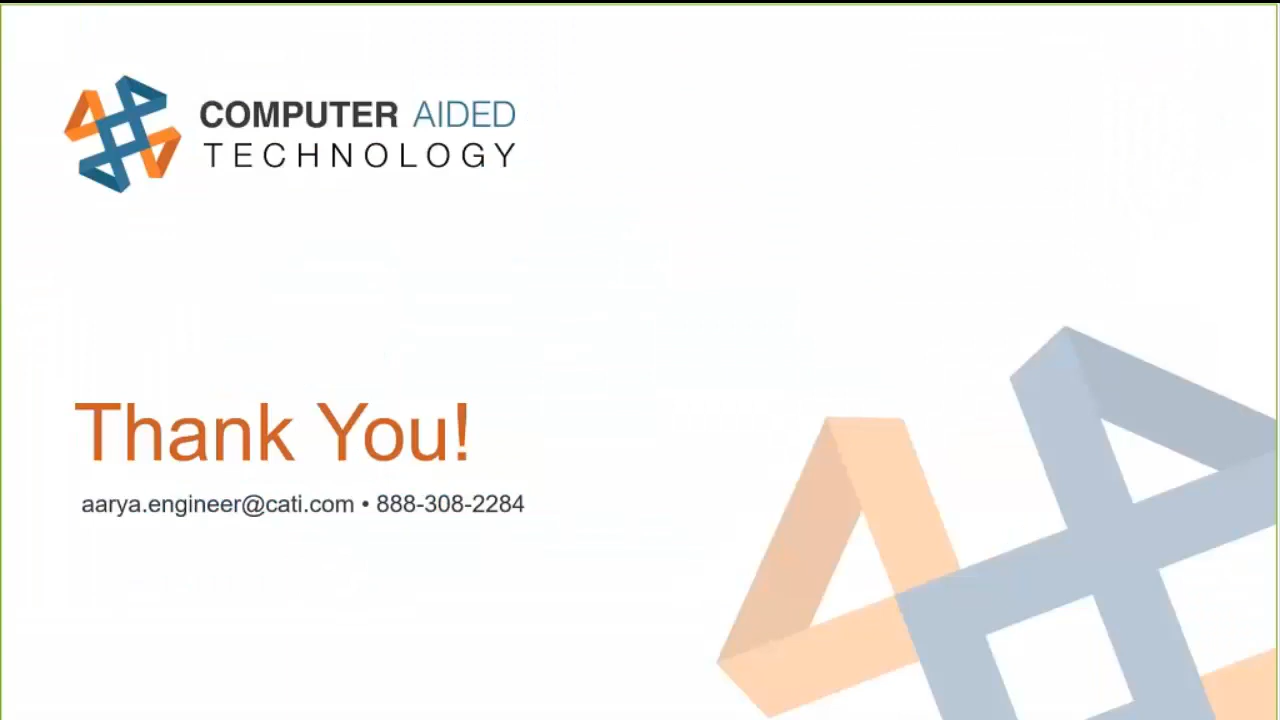 COMPUTER AIDED
TECHNOLOGY
Thank You!
aarya.engineer@cati.com • 888-308-2284